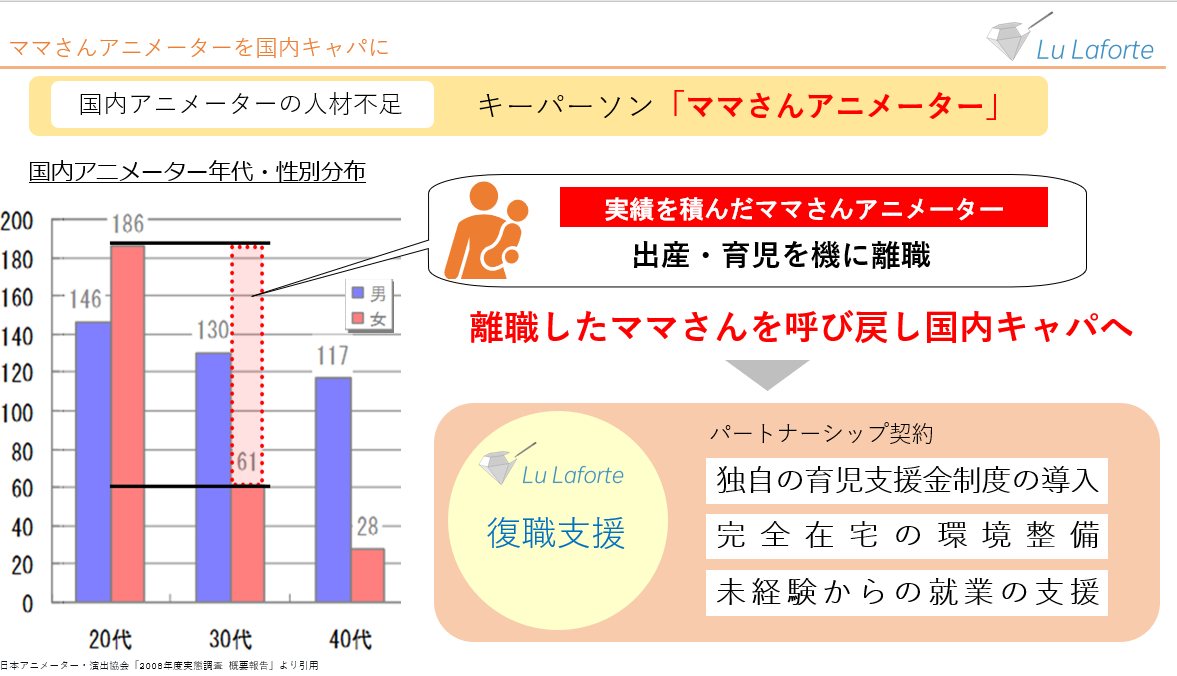 ママさんアニメーターを国内キャパに
Lu Laforte
国内アニメーターの人材不足
キーパーソン「ママさんアニメーター」
国内アニメーター年代・性別分布
実績を積んだママさんアニメーター
出産・育児を機に離職
離職したママさんを呼び戻し国内キャパへ
200
180
160
140
120
100
80
60
40
20
0
146
186
130
61
117
28
男
女
20代
30代
40代
Lu Laforte
復職支援
パートナーシップ契約
独自の育児支援金制度の導入
完全在宅の環境整備
未経験からの就業の支援
日本アニメーター・演出協会「2008年度実態調査 概要報告」より引用